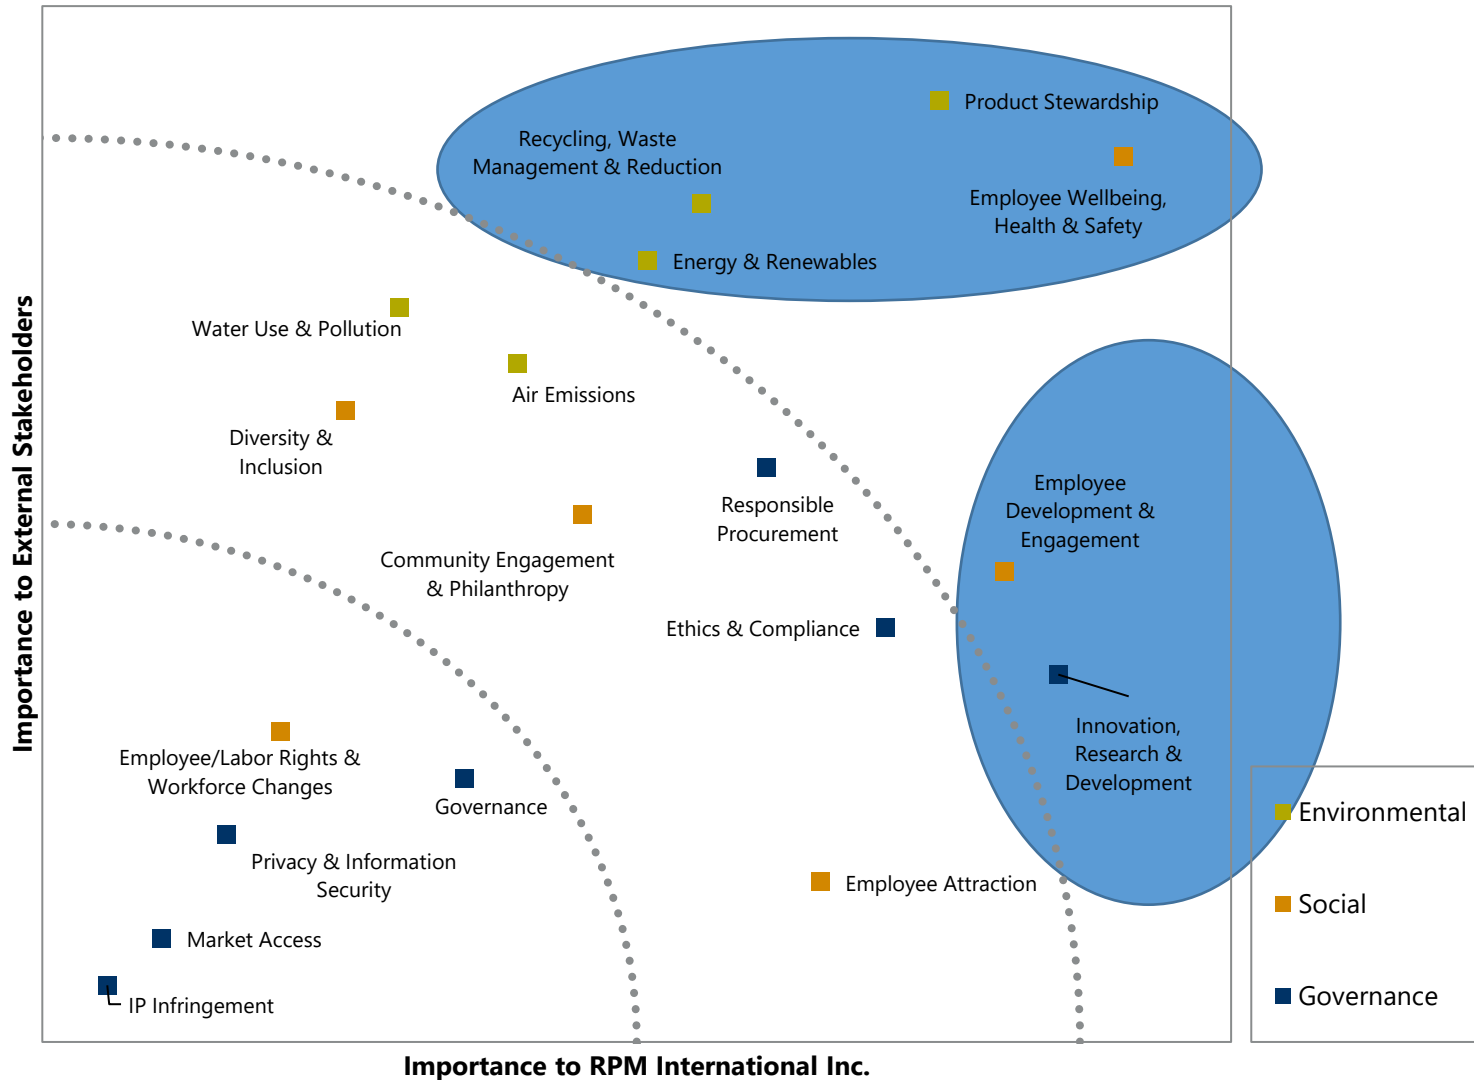 Product Stewardship
Recycling, Waste
Management & Reduction
Employee Wellbeing,
Health & Safety
Energy & Renewables
Water Use & Pollution
Air Emissions
Diversity &
Inclusion
Responsible
Procurement
Employee
Development &
Engagement
Community Engagement
& Philanthropy
Ethics & Compliance
Innovation,
Research &
Development
Employee/Labor Rights &
Workforce Changes
Governance
Privacy & Information
Security
Employee Attraction
Market Access
IP Infringement
Importance to External Stakeholders
Importance to RPM International Inc.
Environmental
Social
Governance